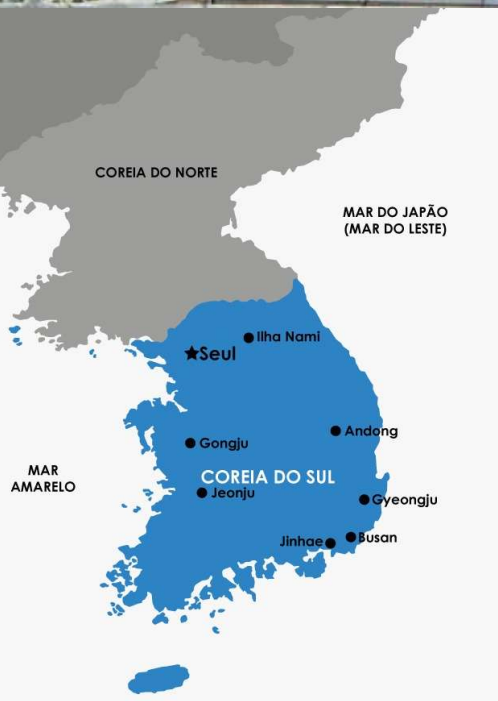 COREIA DO NORTE
MAR DO JAPÃO
(MAR DO LESTE)
Ilha Nami
Seul
Andong
Gongju
MAR
AMARELO
COREIA DO SUL
Jeonju
Gyeongju
Jinhae
Busan